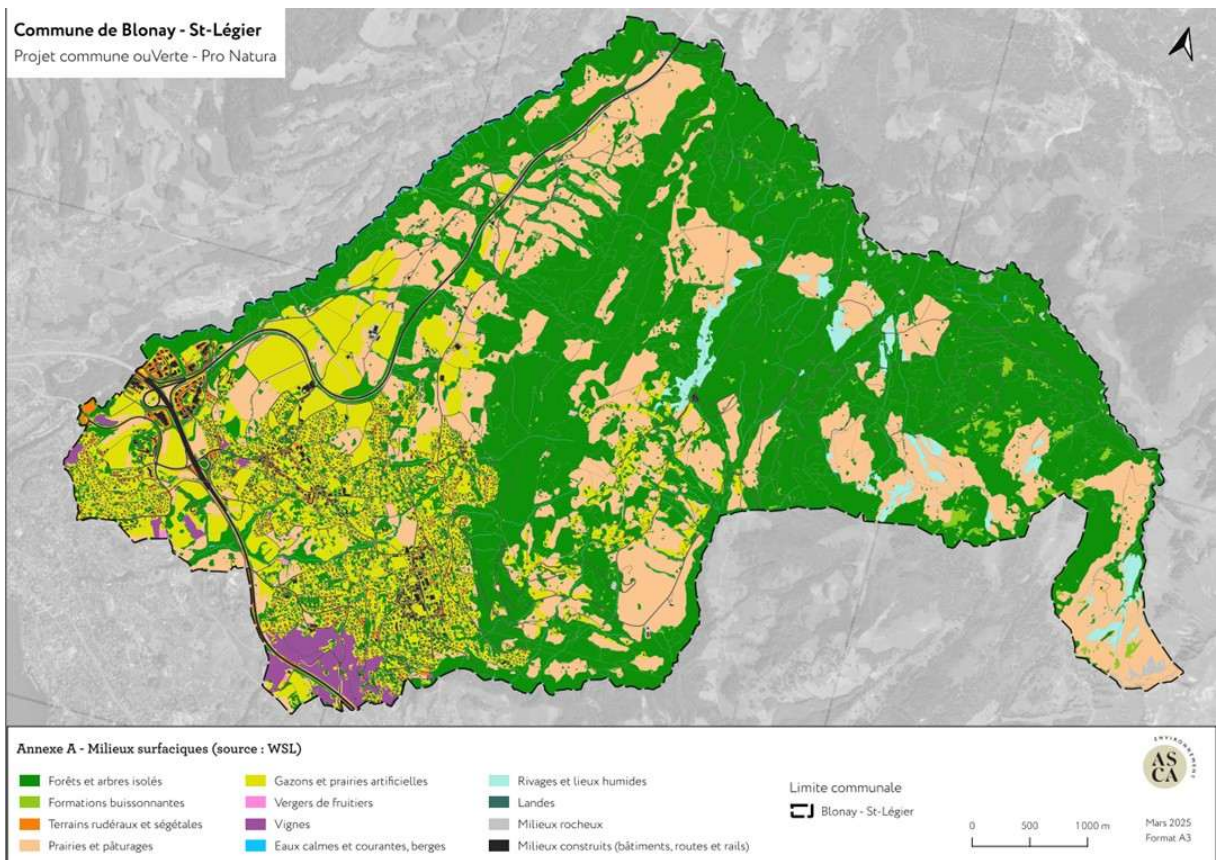 Commune de Blonay - St-Légier
Projet commune ouVerte - Pro Natura
Annexe A - Milieux surfaciques (source : WSL)
Forêts et arbres isolés
Formations buissonnantes
Terrains rudéraux et ségétales
Prairies et pâturages
Gazons et prairies artificielles
Vergers de fruitiers
Vignes
Eaux calmes et courantes, berges
Rivages et lieux humides
Landes
Milieux rocheux
Milieux construits (bâtiments, routes et rails)
Limite communale
Blonay - St-Légier
0 500 1000 m
ENVIRONNEMENT
AS
CA
Mars 2025
Format A3